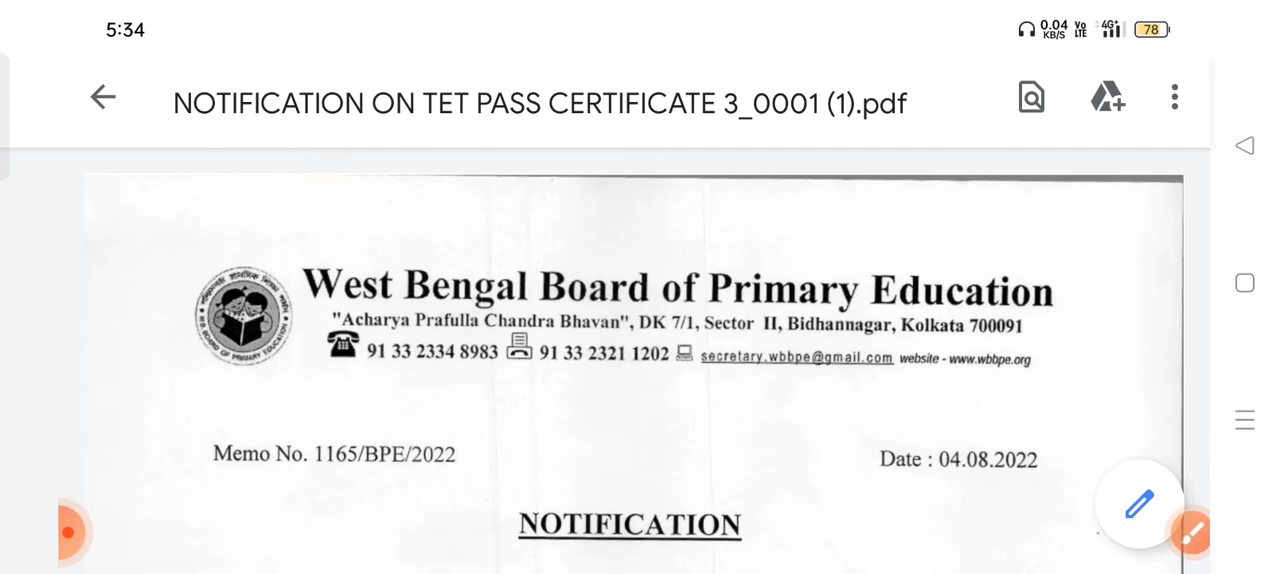 5:34
0.04 KB/S Vo LTE 4G+ 78
NOTIFICATION ON TET PASS CERTIFICATE 3_0001 (1).pdf
West Bengal Board of Primary Education
"Acharya Prafulla Chandra Bhavan", DK 7/1, Sector II, Bidhannagar, Kolkata 700091
91 33 2334 8983 91 33 2321 1202 secretary.wbbpe@gmail.com website - www.wbbpe.org
Memo No. 1165/BPE/2022
Date : 04.08.2022
NOTIFICATION